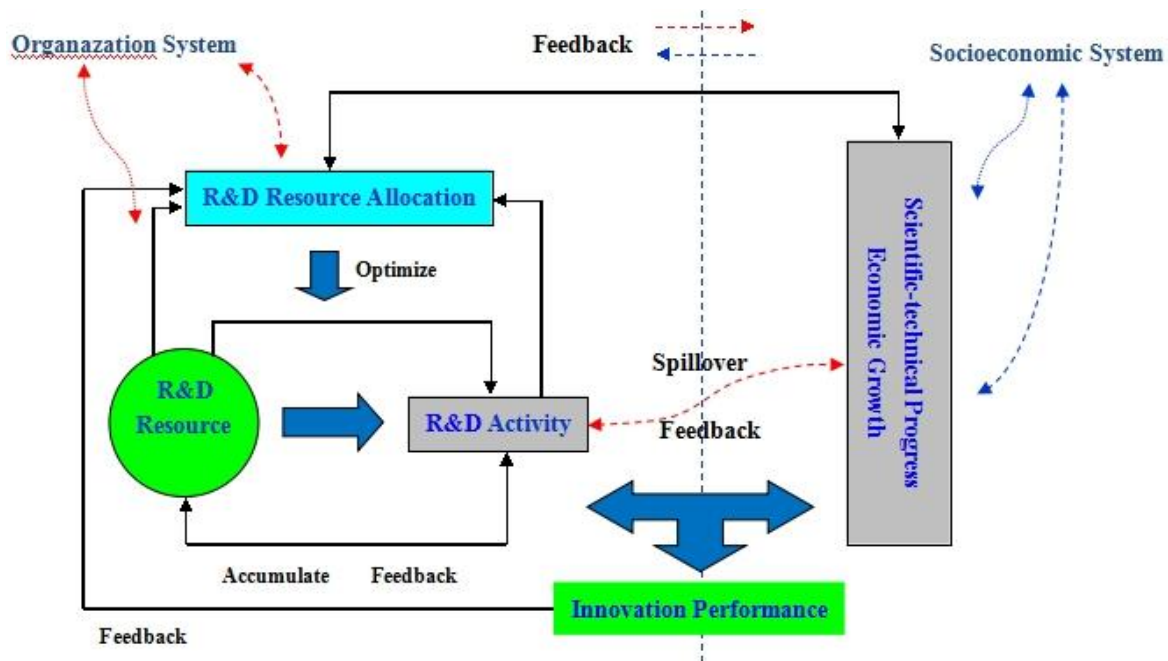 Organazation System
Feedback
Socioeconomic System
R&D Resource Allocation
Optimize
Scientific-technical Progress
Economic Growth
R&D
Resource
Spillover
R&D Activity
Feedback
Accumulate Feedback
Innovation Performance
Feedback